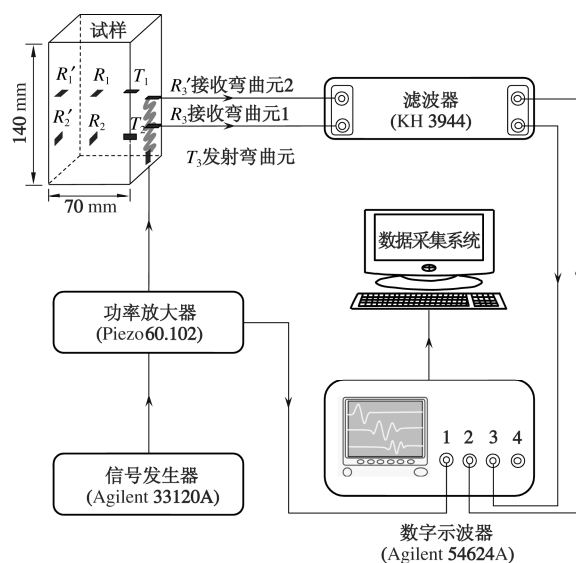 试样
R₁′ R₁ T₁
R₃′接收弯曲元2
R₃接收弯曲元1
R₂′ R₂ T₂
T₃发射弯曲元
140 mm
70 mm
滤波器
(KH 3944)
数据采集系统
功率放大器
(Piezo60.102)
信号发生器
(Agilent 33120A)
1 2 3 4
数字示波器
(Agilent 54624A)